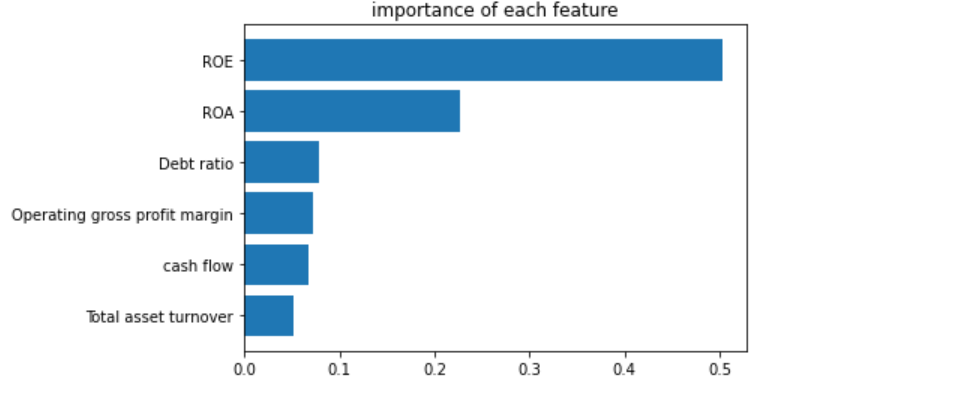 importance of each feature
ROE
ROA
Debt ratio
Operating gross profit margin
cash flow
Total asset turnover
0.0 0.1 0.2 0.3 0.4 0.5